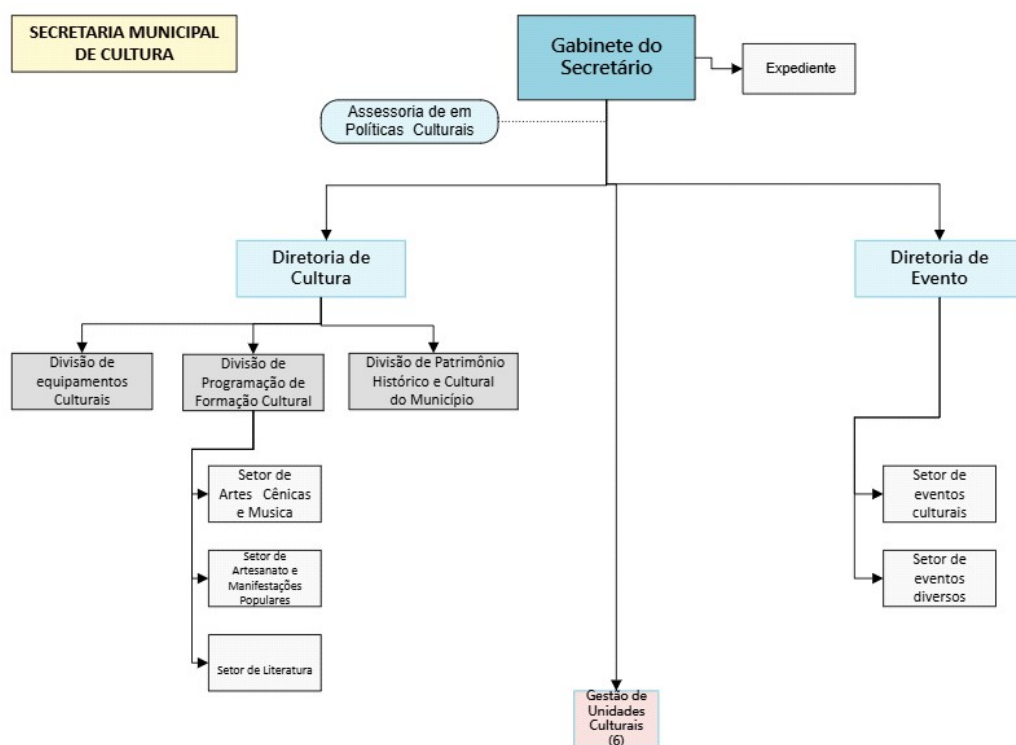 SECRETARIA MUNICIPAL
DE CULTURA
Gabinete do
Secretário
Expediente
Assessoria de em
Políticas Culturais
Diretoria de
Cultura
Diretoria de
Evento
Divisão de
equipamentos
Culturais
Divisão de
Programação de
Formação Cultural
Divisão de Patrimônio
Histórico e Cultural
do Município
Setor de
Artes Cênicas
e Musica
Setor de
Artesanato e
Manifestações
Populares
Setor de Literatura
Setor de
eventos
culturais
Setor de
eventos
diversos
Gestão de
Unidades
Culturais
(6)